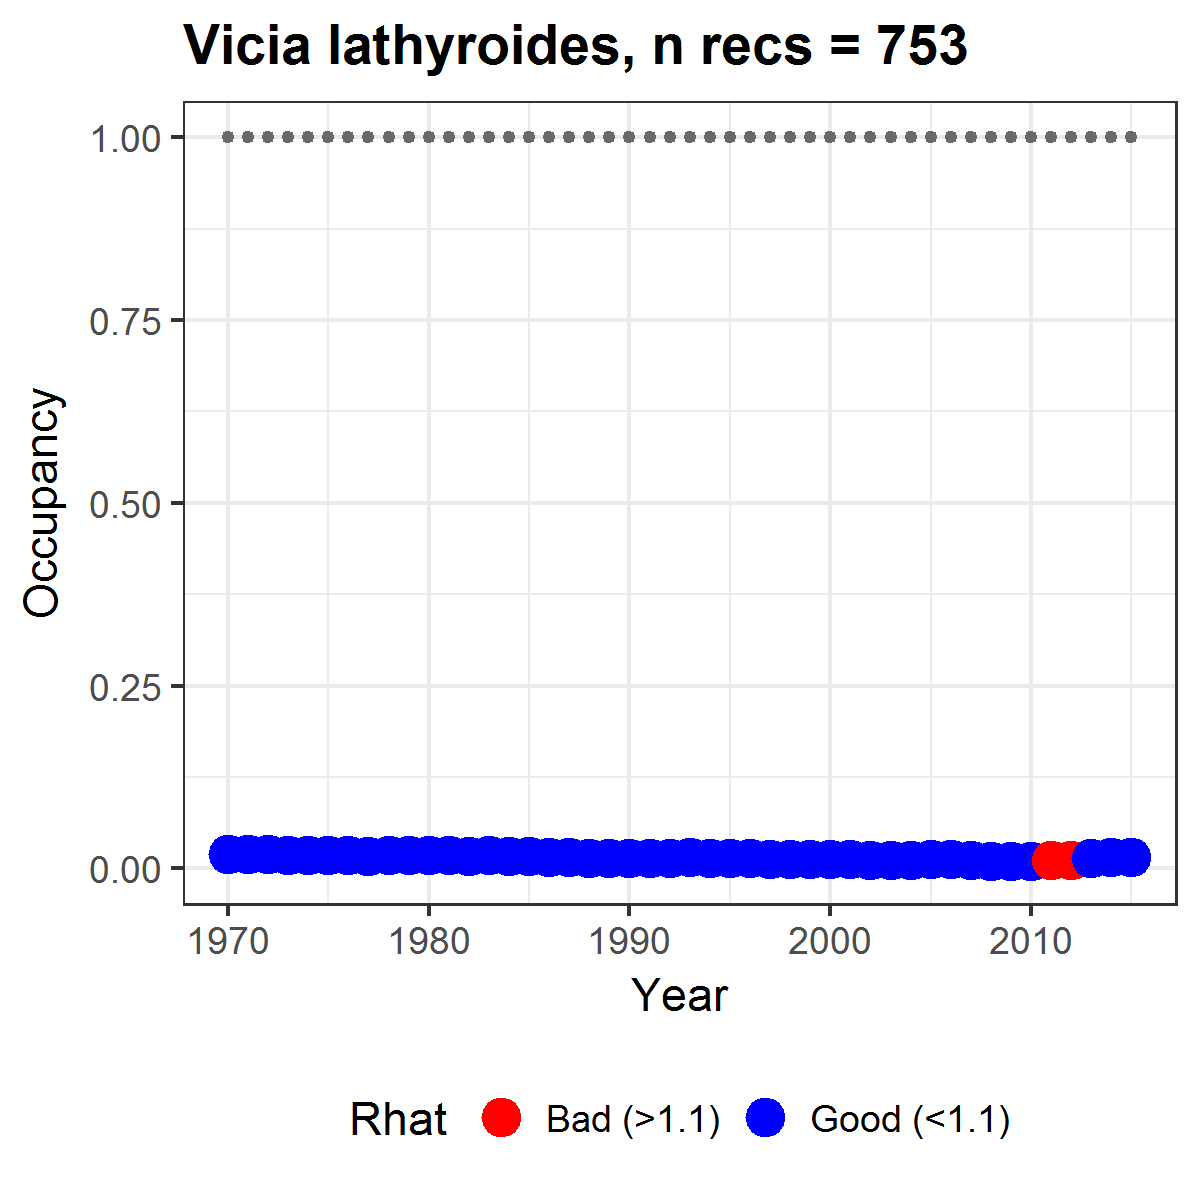 Vicia lathyroides, n recs = 753
1.00
0.75
0.50
0.25
0.00
Occupancy
1970 1980 1990 2000 2010
Year
Rhat Bad (>1.1) Good (<1.1)